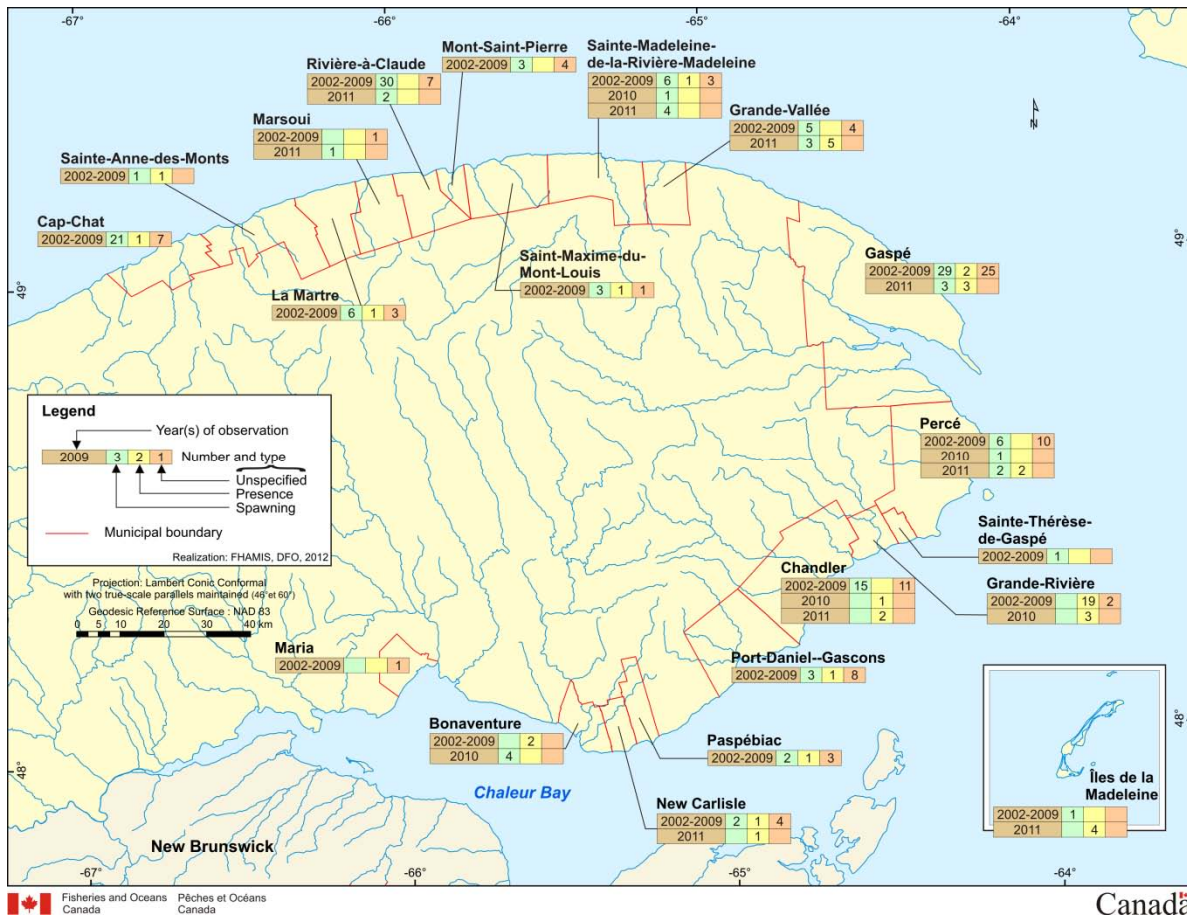 -67° -66° -65° -64°
Mont-Saint-Pierre
2002-2009 3 4
Sainte-Madeleine-
de-la-Rivière-Madeleine
2002-2009 6 1 3
2010 1
2011 4
Rivière-à-Claude
2002-2009 30 7
2011 2
Grande-Vallée
2002-2009 5 4
2011 3 5
Marsoui
2002-2009 1
2011 1
N
Sainte-Anne-des-Monts
2002-2009 1 1
Cap-Chat
2002-2009 21 1 7
49°
49°
Saint-Maxime-du-
Mont-Louis
2002-2009 3 1 1
Gaspé
2002-2009 29 2 25
2011 3 3
La Martre
2002-2009 6 1 3
Legend
Year(s) of observation
2009 3 2 1 Number and type
Unspecified
Presence
Spawning
Municipal boundary
Realization: FHAMIS, DFO, 2012
Projection: Lambert Conic Conformal
with two true-scale parallels maintained (46° et 60°)
Geodesic Reference Surface : NAD 83
0 5 10 20 30 40 km
Percé
2002-2009 6 10
2010 1
2011 2 2
Sainte-Thérèse-
de-Gaspé
2002-2009 1
Chandler
2002-2009 15 11
2010 1
2011 2
Grande-Rivière
2002-2009 19 2
2010 3
Maria
2002-2009 1
Port-Daniel--Gascons
2002-2009 3 1 8
Bonaventure
2002-2009 2
2010 4
Paspébiac
2002-2009 2 1 3
48°
48°
Chaleur Bay
New Carlisle
2002-2009 2 1 4
2011 1
Îles de la
Madeleine
2002-2009 1
2011 4
New Brunswick
-67° -66° -65° -64°
Fisheries and Oceans
Canada
Pêches et Océans
Canada
Canada